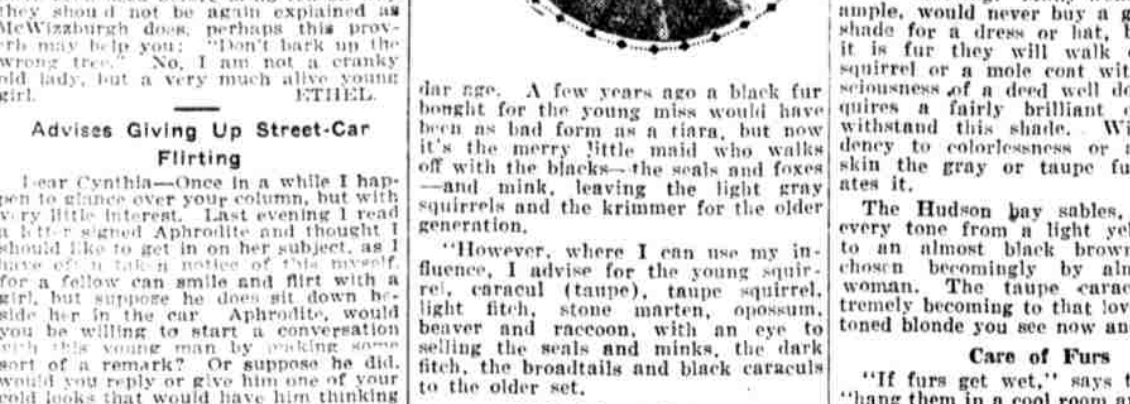 they should not be again explained as
McWizzburgh does, perhaps this prov-
erb may help you: "Don't bark up the
wrong tree." No, I am not a cranky
old lady, but a very much alive young
girl. ETHEL.
Advises Giving Up Street-Car
Flirting
Dear Cynthia—Once in a while I hap-
pen to glance over your column, but with
very little interest. Last evening I read
a letter signed Aphrodite and thought I
should like to get in on her subject, as I
have often taken notice of this myself,
for a fellow can smile and flirt with a
girl, but suppose he does sit down be-
side her in the car. Aphrodite, would
you be willing to start a conversation
with this young man by making some
sort of a remark? Or suppose he did,
would you reply or give him one of your
cold looks that would have him thinking
dar age. A few years ago a black fur
bought for the young miss would have
been as bad form as a tiara, but now
it's the merry little maid who walks
off with the blacks—the seals and foxes
—and mink, leaving the light gray
squirrels and the krimmer for the older
generation.
"However, where I can use my in-
fluence, I advise for the young squir-
rel, caracul (taupe), taupe squirrel,
light fitch, stone marten, opossum,
beaver and raccoon, with an eye to
selling the seals and minks, the dark
fitch, the broadtails and black caraculs
to the older set.
ample, would never buy a
shade for a dress or hat,
it is fur they will walk
squirrel or a mole coat wit
sciousness of a deed well
quires a fairly brilliant
withstand this shade. Wi
dency to colorlessness or
skin the gray or taupe fu
ates it.
The Hudson bay sables,
every tone from a light yel
to an almost black brown
chosen becomingly by alm
woman. The taupe carac
tremely becoming to that lov
toned blonde you see now an
Care of Furs
"If furs get wet," says t
"hang them in a cool room a